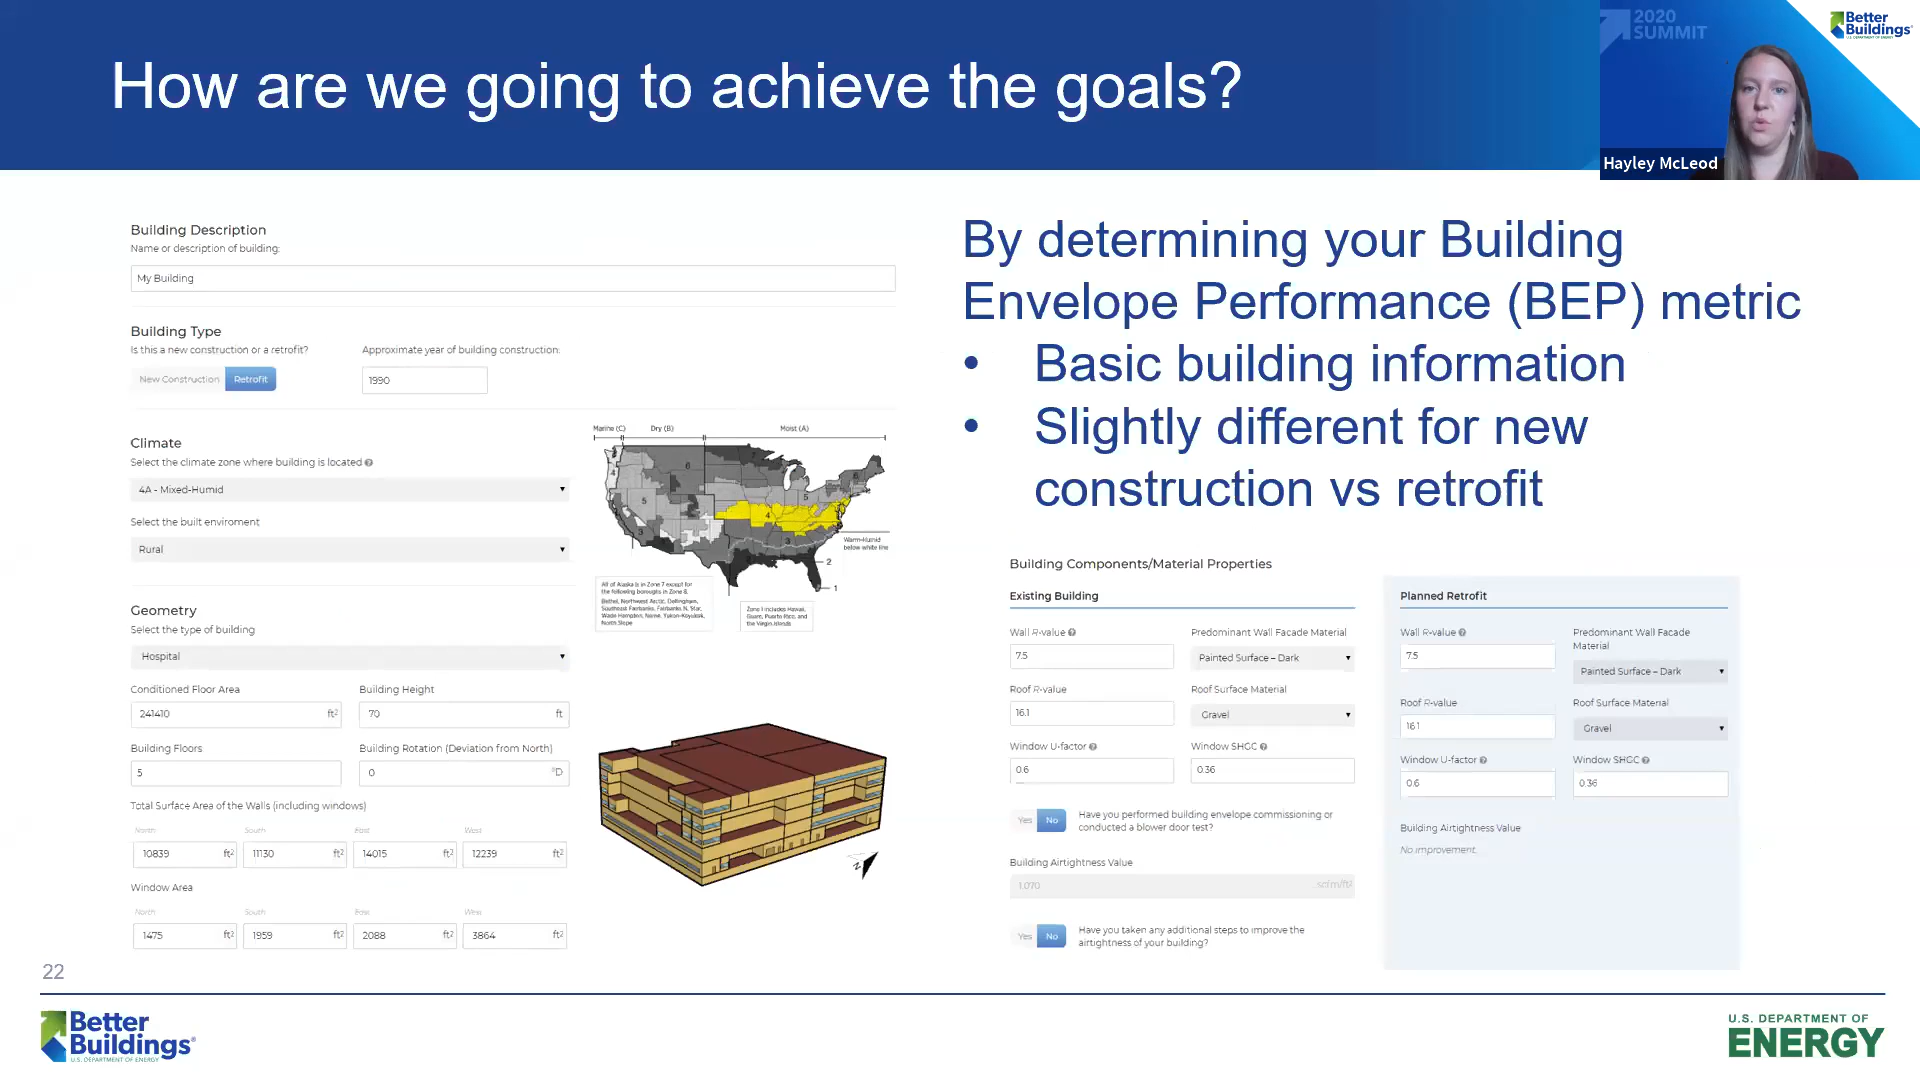 How are we going to achieve the goals?
2020
SUMMIT
Better
Buildings
U.S. DEPARTMENT OF ENERGY
Hayley McLeod
Building Description
Name or description of building:
My Building
Building Type
Is this a new construction or a retrofit?
Approximate year of building construction:
New Construction
Retrofit
1990
Climate
Select the climate zone where building is located
4A - Mixed-Humid
Select the built enviroment
Rural
Marine (C)
Dry (B)
Moist (A)
Warm-Humid
below white line
All of Alaska is in Zone 7 except for
the following boroughs in Zone 8,
Bethel, Northwest Arctic, Dellingham,
Southeast Fairbanks, Fairbanks N. Star,
Wade Hampton, Nome, Yukon-Koyukuk,
North Slope
Zone 1 includes Hawaii,
Guam, Puerto Rico, and
the Virgin Islands
Geometry
Select the type of building
Hospital
Conditioned Floor Area
Building Height
241410 ft²
70 ft
Building Floors
Building Rotation (Deviation from North)
5
0 °D
Total Surface Area of the Walls (including windows)
North South East West
10839 ft² 11130 ft² 14015 ft² 12239 ft²
Window Area
North South East West
1475 ft² 1959 ft² 2088 ft² 3864 ft²
By determining your Building
Envelope Performance (BEP) metric
• Basic building information
• Slightly different for new
construction vs retrofit
Building Components/Material Properties
Existing Building
Wall R-value
Predominant Wall Facade Material
7.5
Painted Surface – Dark
Roof R-value
Roof Surface Material
16.1
Gravel
Window U-factor
Window SHGC
0.6
0.36
Yes No
Have you performed building envelope commissioning or
conducted a blower door test?
Building Airtightness Value
1.070 scfm/ft²
Yes No
Have you taken any additional steps to improve the
airtightness of your building?
Planned Retrofit
Wall R-value
Predominant Wall Facade
Material
7.5
Painted Surface – Dark
Roof R-value
Roof Surface Material
16.1
Gravel
Window U-factor
Window SHGC
0.6
0.36
Building Airtightness Value
No improvement.
22
Better
Buildings®
U.S. DEPARTMENT OF ENERGY
U.S. DEPARTMENT OF
ENERGY